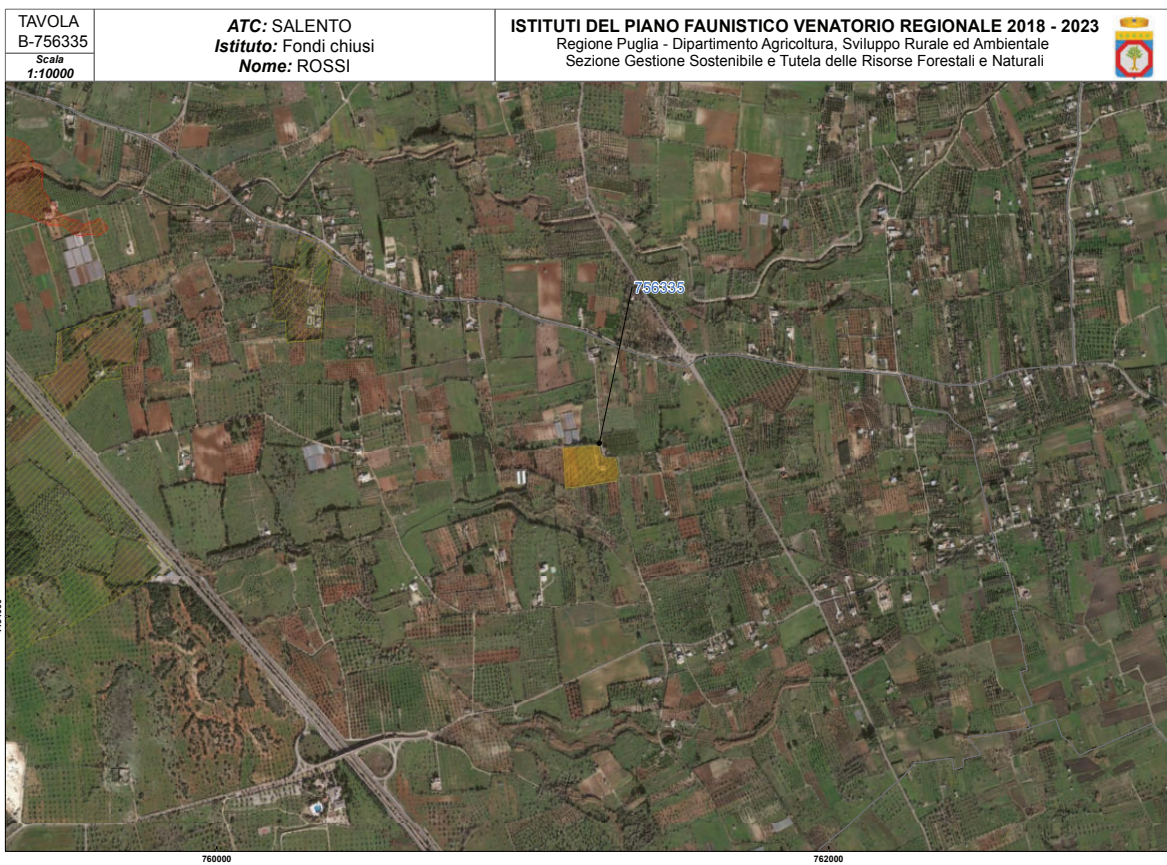 TAVOLA
B-756335
Scala
1:10000
ATC: SALENTO
Istituto: Fondi chiusi
Nome: ROSSI
ISTITUTI DEL PIANO FAUNISTICO VENATORIO REGIONALE 2018 - 2023
Regione Puglia - Dipartimento Agricoltura, Sviluppo Rurale ed Ambientale
Sezione Gestione Sostenibile e Tutela delle Risorse Forestali e Naturali
756335
760000
762000